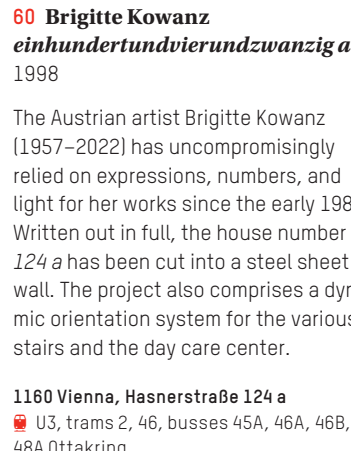 60 Brigitte Kowanz
einhundertundvierundzwanzig a
1998
The Austrian artist Brigitte Kowanz
(1957–2022) has uncompromisingly
relied on expressions, numbers, and
light for her works since the early 198
Written out in full, the house number
124 a has been cut into a steel sheet
wall. The project also comprises a dyn
mic orientation system for the various
stairs and the day care center.
1160 Vienna, Hasnerstraße 124 a
U3, trams 2, 46, busses 45A, 46A, 46B,
48A Ottakring